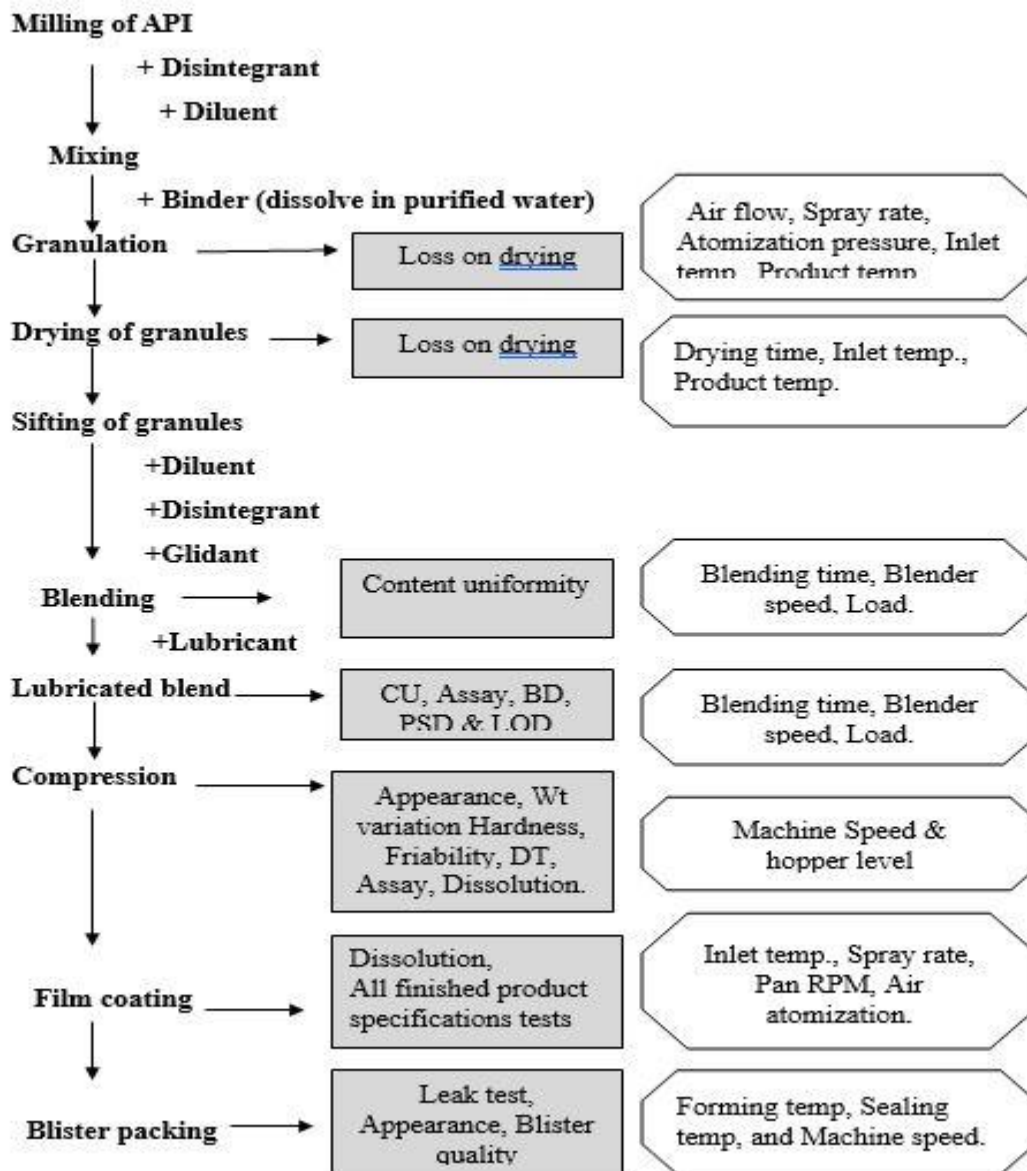 Milling of API
+ Disintegrant
+ Diluent
Mixing
+ Binder (dissolve in purified water)
Granulation
Loss on drying
Air flow, Spray rate,
Atomization pressure, Inlet
temp., Product temp
Drying of granules
Loss on drying
Drying time, Inlet temp.,
Product temp.
Sifting of granules
+Diluent
+Disintegrant
+Glidant
Blending
Content uniformity
Blending time, Blender
speed, Load.
+Lubricant
Lubricated blend
CU, Assay, BD,
PSD & LOD
Blending time, Blender
speed, Load.
Compression
Appearance, Wt
variation Hardness,
Friability, DT,
Assay, Dissolution.
Machine Speed &
hopper level
Film coating
Dissolution,
All finished product
specifications tests
Inlet temp., Spray rate,
Pan RPM, Air
atomization.
Blister packing
Leak test,
Appearance, Blister
quality
Forming temp, Sealing
temp, and Machine speed.